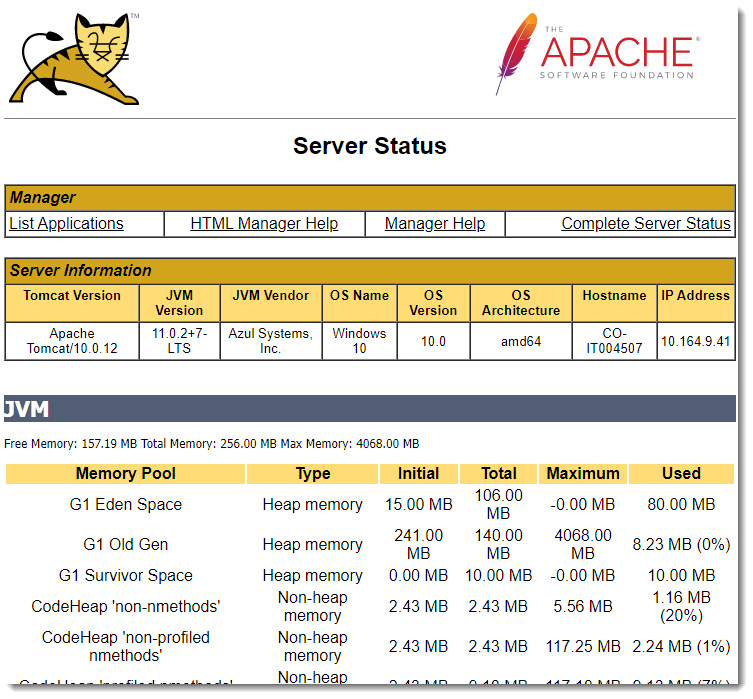 TM
THE
APACHE®
SOFTWARE FOUNDATION
Server Status
Manager
List Applications HTML Manager Help Manager Help Complete Server Status
Server Information
Tomcat Version JVM Version JVM Vendor OS Name OS Version OS Architecture Hostname IP Address
Apache Tomcat/10.0.12 11.0.2+7-LTS Azul Systems, Inc. Windows 10 10.0 amd64 CO-IT004507 10.164.9.41
JVM
Free Memory: 157.19 MB Total Memory: 256.00 MB Max Memory: 4068.00 MB
Memory Pool Type Initial Total Maximum Used
G1 Eden Space Heap memory 15.00 MB 106.00 MB -0.00 MB 80.00 MB
G1 Old Gen Heap memory 241.00 MB 140.00 MB 4068.00 MB 8.23 MB (0%)
G1 Survivor Space Heap memory 0.00 MB 10.00 MB -0.00 MB 10.00 MB
CodeHeap 'non-nmethods' Non-heap memory 2.43 MB 2.43 MB 5.56 MB 1.16 MB (20%)
CodeHeap 'non-profiled nmethods' Non-heap memory 2.43 MB 2.43 MB 117.25 MB 2.24 MB (1%)
Non-heap